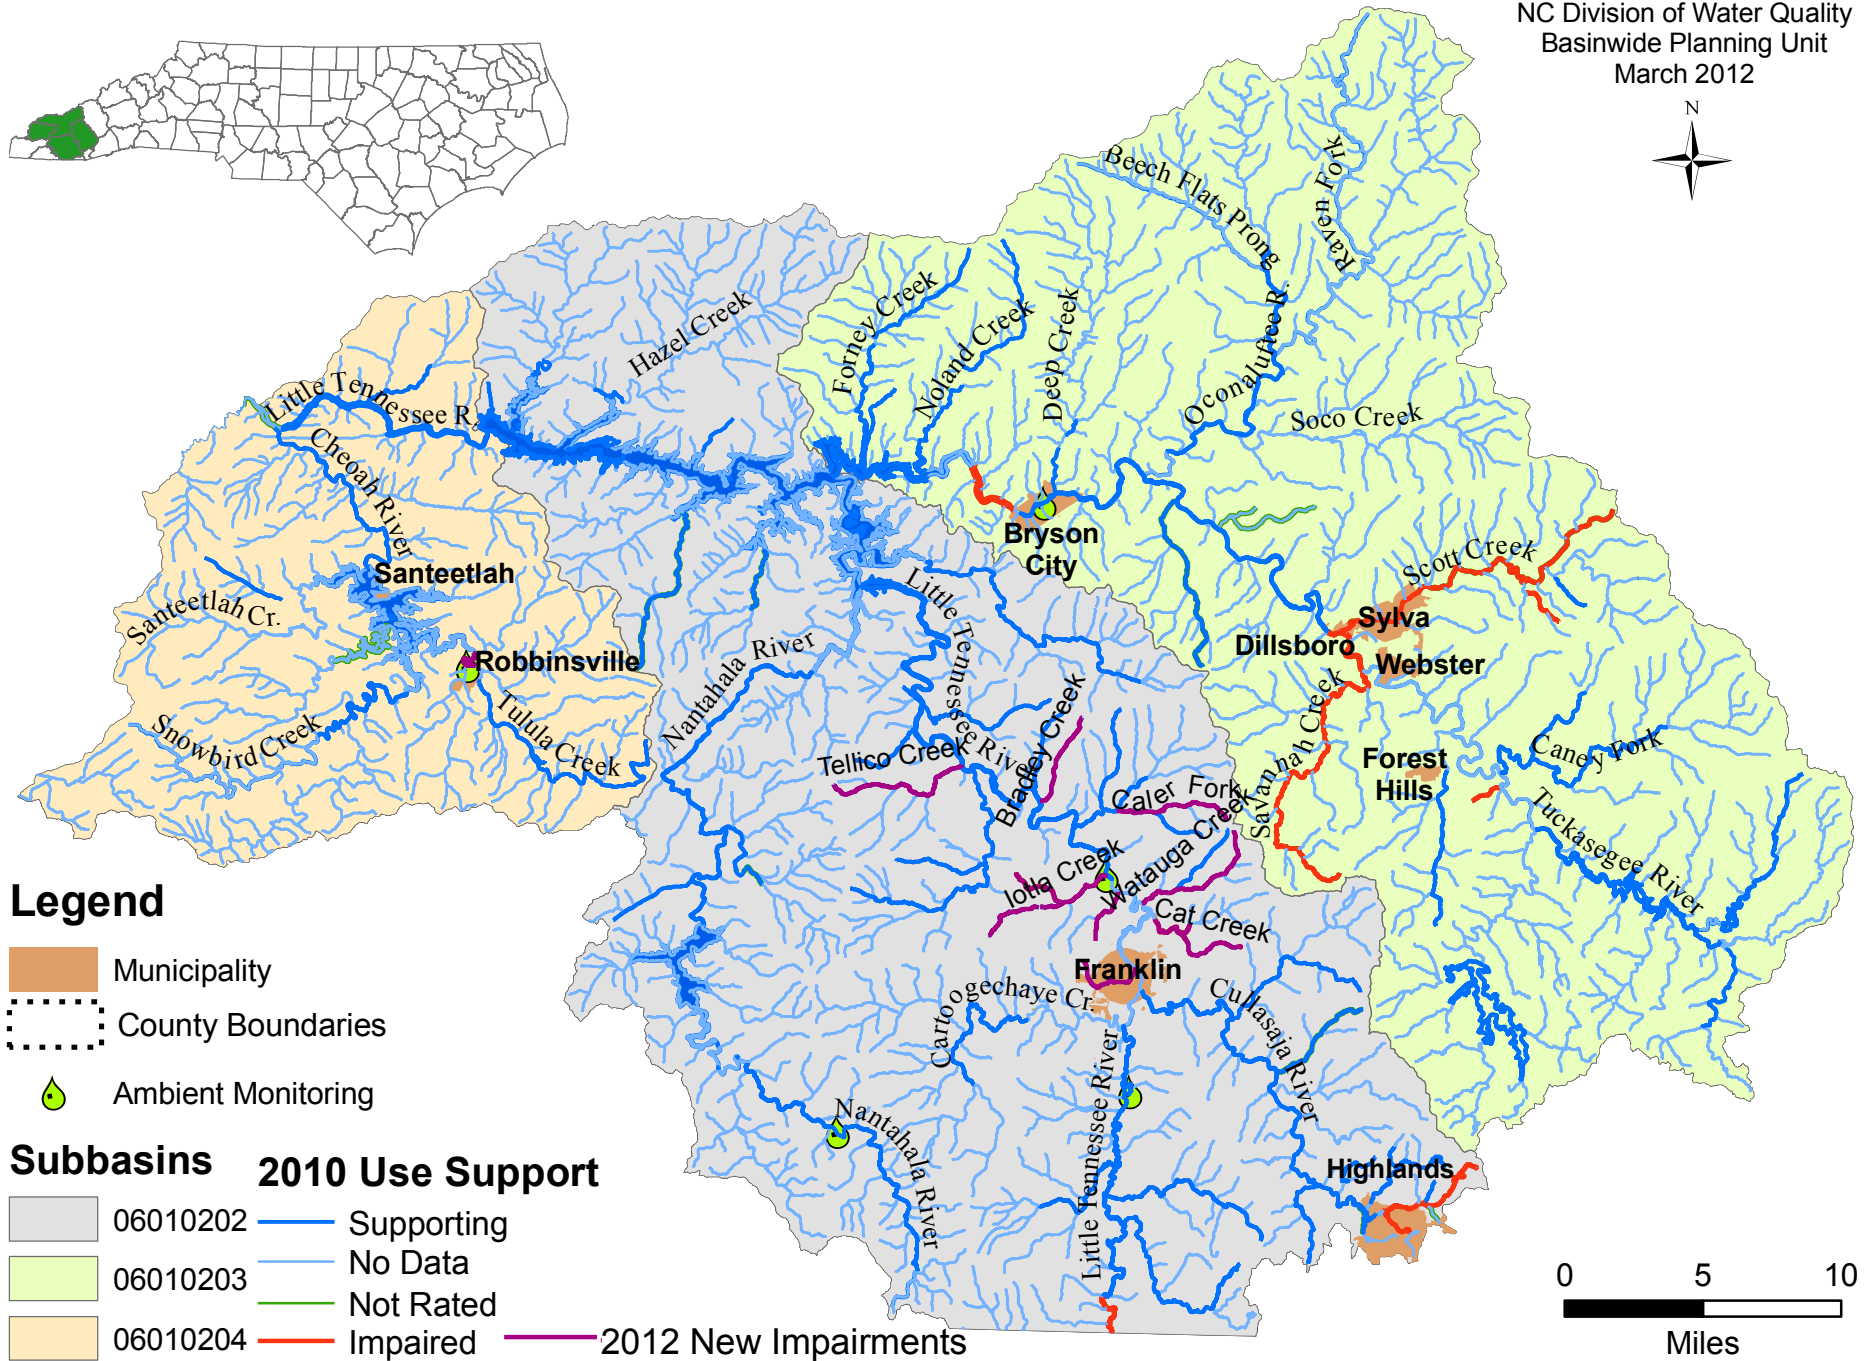 NC Division of Water Quality
Basinwide Planning Unit
March 2012
N
Beech Flats Prong
Raven Fork
Forney Creek
Noland Creek
Deep Creek
Oconaluftee R.
Soco Creek
Hazel Creek
Little Tennessee R.
Cheoah River
Santeetlah
Santeetlah Cr.
Robbinsville
Snowbird Creek
Tulula Creek
Bryson
City
Scott Creek
Sylva
Dillsboro
Webster
Savannah Creek
Forest
Hills
Caney Fork
Tuckasegee River
Little Tennessee River
Nantahala River
Tellico Creek
Bradley Creek
Caler Fork
Watauga Creek
Iotla Creek
Cat Creek
Franklin
Cartoogechaye Cr.
Cullasaja River
Little Tennessee River
Nantahala River
Highlands
Legend
Municipality
County Boundaries
Ambient Monitoring
Subbasins
06010202
06010203
06010204
2010 Use Support
Supporting
No Data
Not Rated
Impaired
2012 New Impairments
0 5 10
Miles